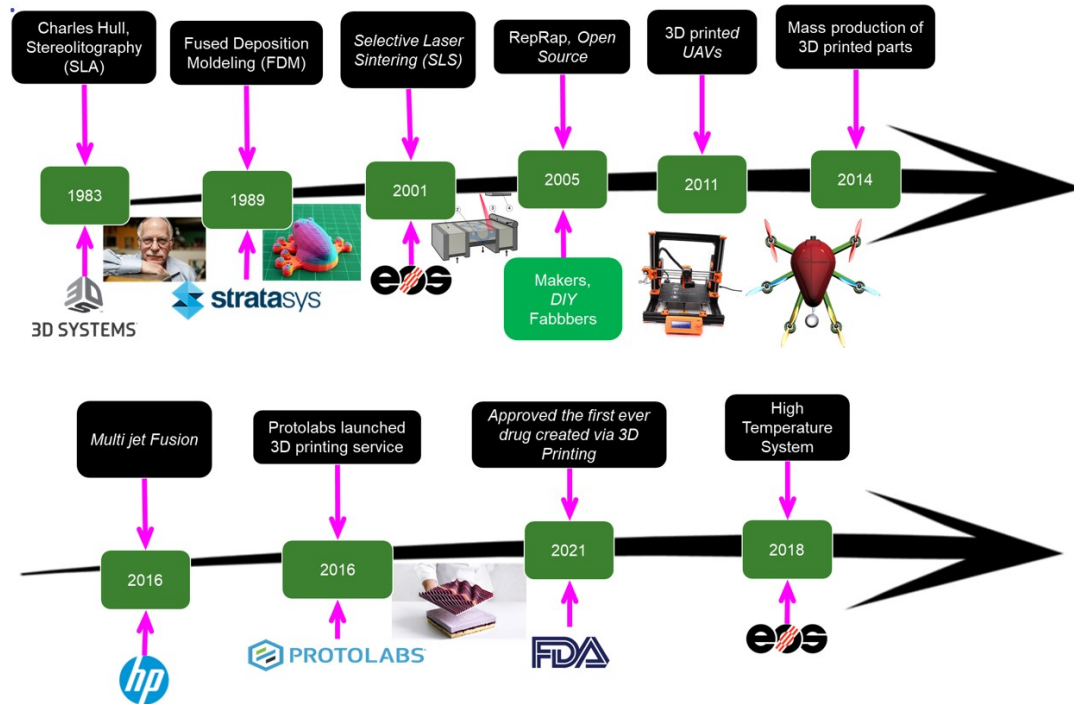 Charles Hull,
Stereolitography
(SLA)
Fused Deposition
Moldeling (FDM)
Selective Laser
Sintering (SLS)
RepRap, Open
Source
3D printed
UAVs
Mass production of
3D printed parts
1983
1989
2001
2005
2011
2014
3D SYSTEMS
stratasys
eos
Makers,
DIY
Fabbbers
Multi jet Fusion
Protolabs launched
3D printing service
Approved the first ever
drug created via 3D
Printing
High
Temperature
System
2016
2016
2021
2018
hp
PROTOLABS
FDA
eos